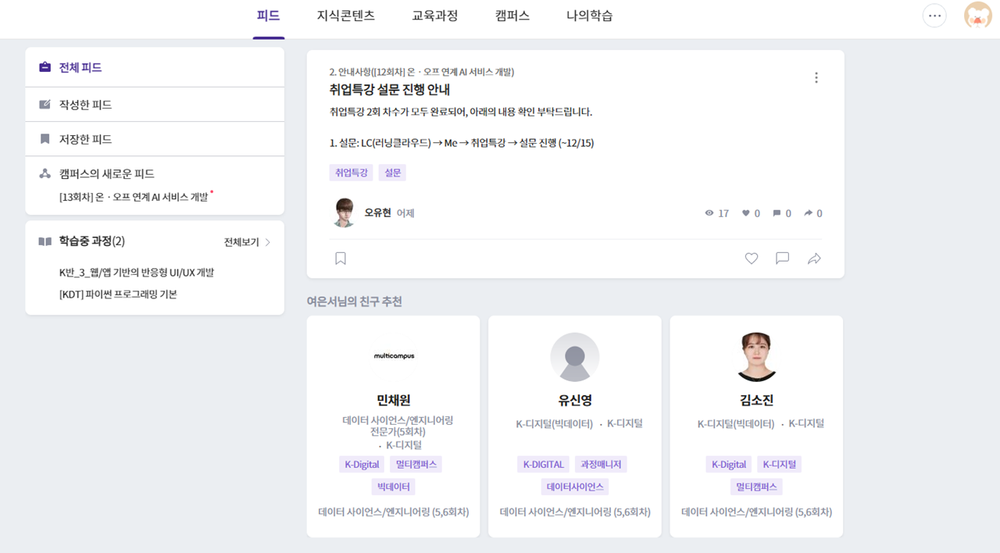 피드 지식콘텐츠 교육과정 캠퍼스 나의학습
전체 피드
작성한 피드
저장한 피드
캠퍼스의 새로운 피드
[13회차] 온ㆍ오프 연계 AI 서비스 개발
학습중 과정(2) 전체보기
K반_3_웹/앱 기반의 반응형 UI/UX 개발
[KDT] 파이썬 프로그래밍 기본
2. 안내사항([12회차] 온ㆍ오프 연계 AI 서비스 개발)
취업특강 설문 진행 안내
취업특강 2회 차수가 모두 완료되어, 아래의 내용 확인 부탁드립니다.
1. 설문: LC(러닝클라우드) → Me → 취업특강 → 설문 진행 (~12/15)
취업특강 설문
오유현 어제 17 0 0 0
여은서님의 친구 추천
multicampus
민채원
데이터 사이언스/엔지니어링
전문가(5회차)
· K-디지털
K-Digital 멀티캠퍼스
빅데이터
데이터 사이언스/엔지니어링 (5,6회차)
유신영
K-디지털(빅데이터) · K-디지털
K-DIGITAL 과정매니저
데이터사이언스
데이터 사이언스/엔지니어링 (5,6회차)
김소진
K-디지털(빅데이터) · K-디지털
K-Digital K-디지털
멀티캠퍼스
데이터 사이언스/엔지니어링 (5,6회차)